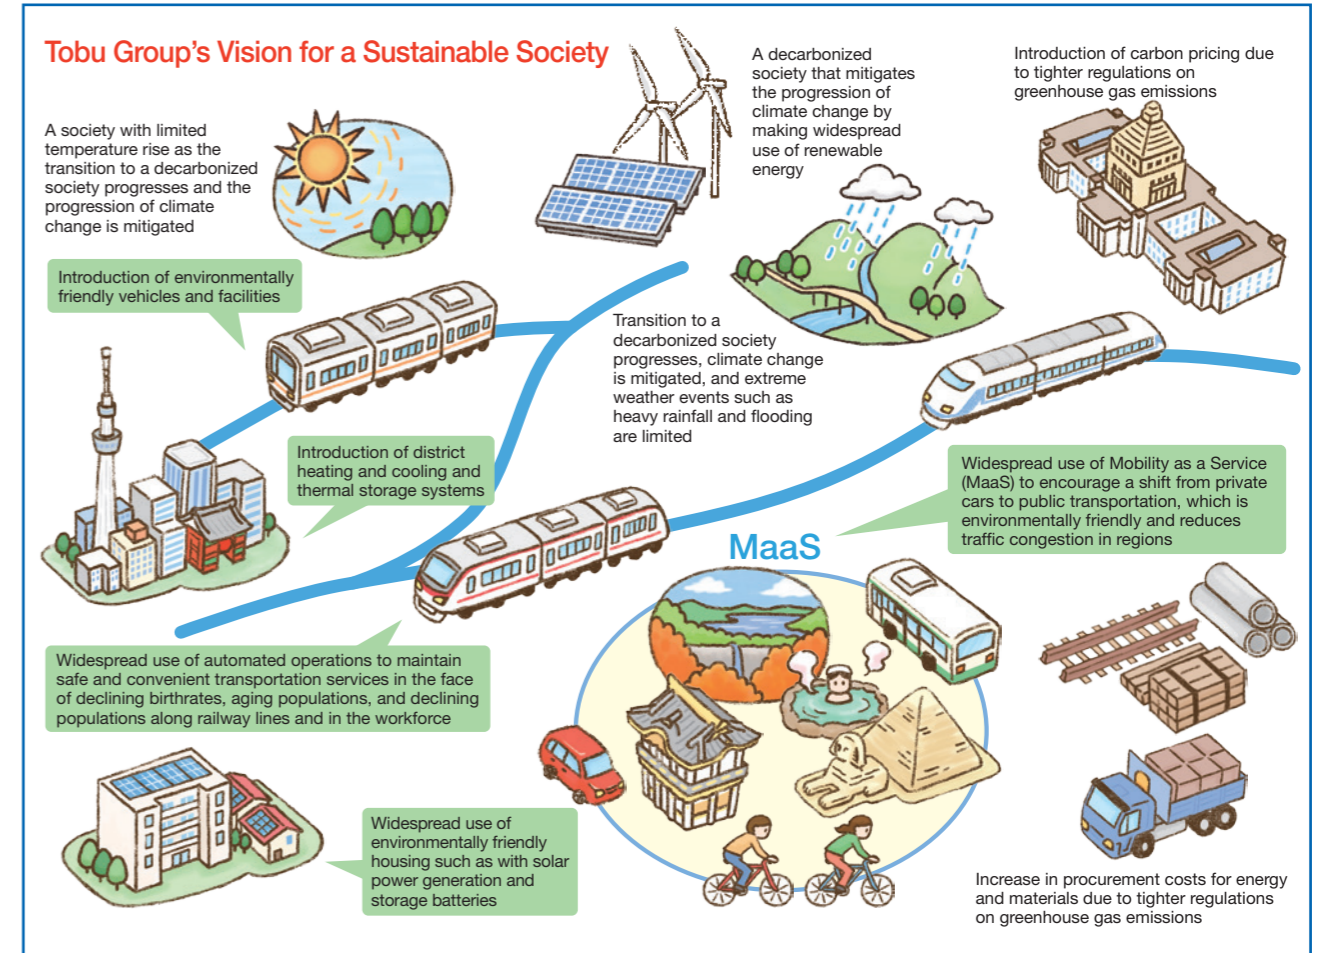 Tobu Group’s Vision for a Sustainable Society
A society with limited
temperature rise as the
transition to a decarbonized
society progresses and the
progression of climate
change is mitigated
A decarbonized
society that mitigates
the progression of
climate change by
making widespread
use of renewable
energy
Introduction of carbon pricing due
to tighter regulations on
greenhouse gas emissions
Introduction of environmentally
friendly vehicles and facilities
Transition to a
decarbonized society
progresses, climate change
is mitigated, and extreme
weather events such as
heavy rainfall and flooding
are limited
Introduction of district
heating and cooling and
thermal storage systems
Widespread use of Mobility as a Service
(MaaS) to encourage a shift from private
cars to public transportation, which is
environmentally friendly and reduces
traffic congestion in regions
MaaS
Widespread use of automated operations to maintain
safe and convenient transportation services in the face
of declining birthrates, aging populations, and declining
populations along railway lines and in the workforce
Widespread use of
environmentally friendly
housing such as with solar
power generation and
storage batteries
Increase in procurement costs for energy
and materials due to tighter regulations
on greenhouse gas emissions